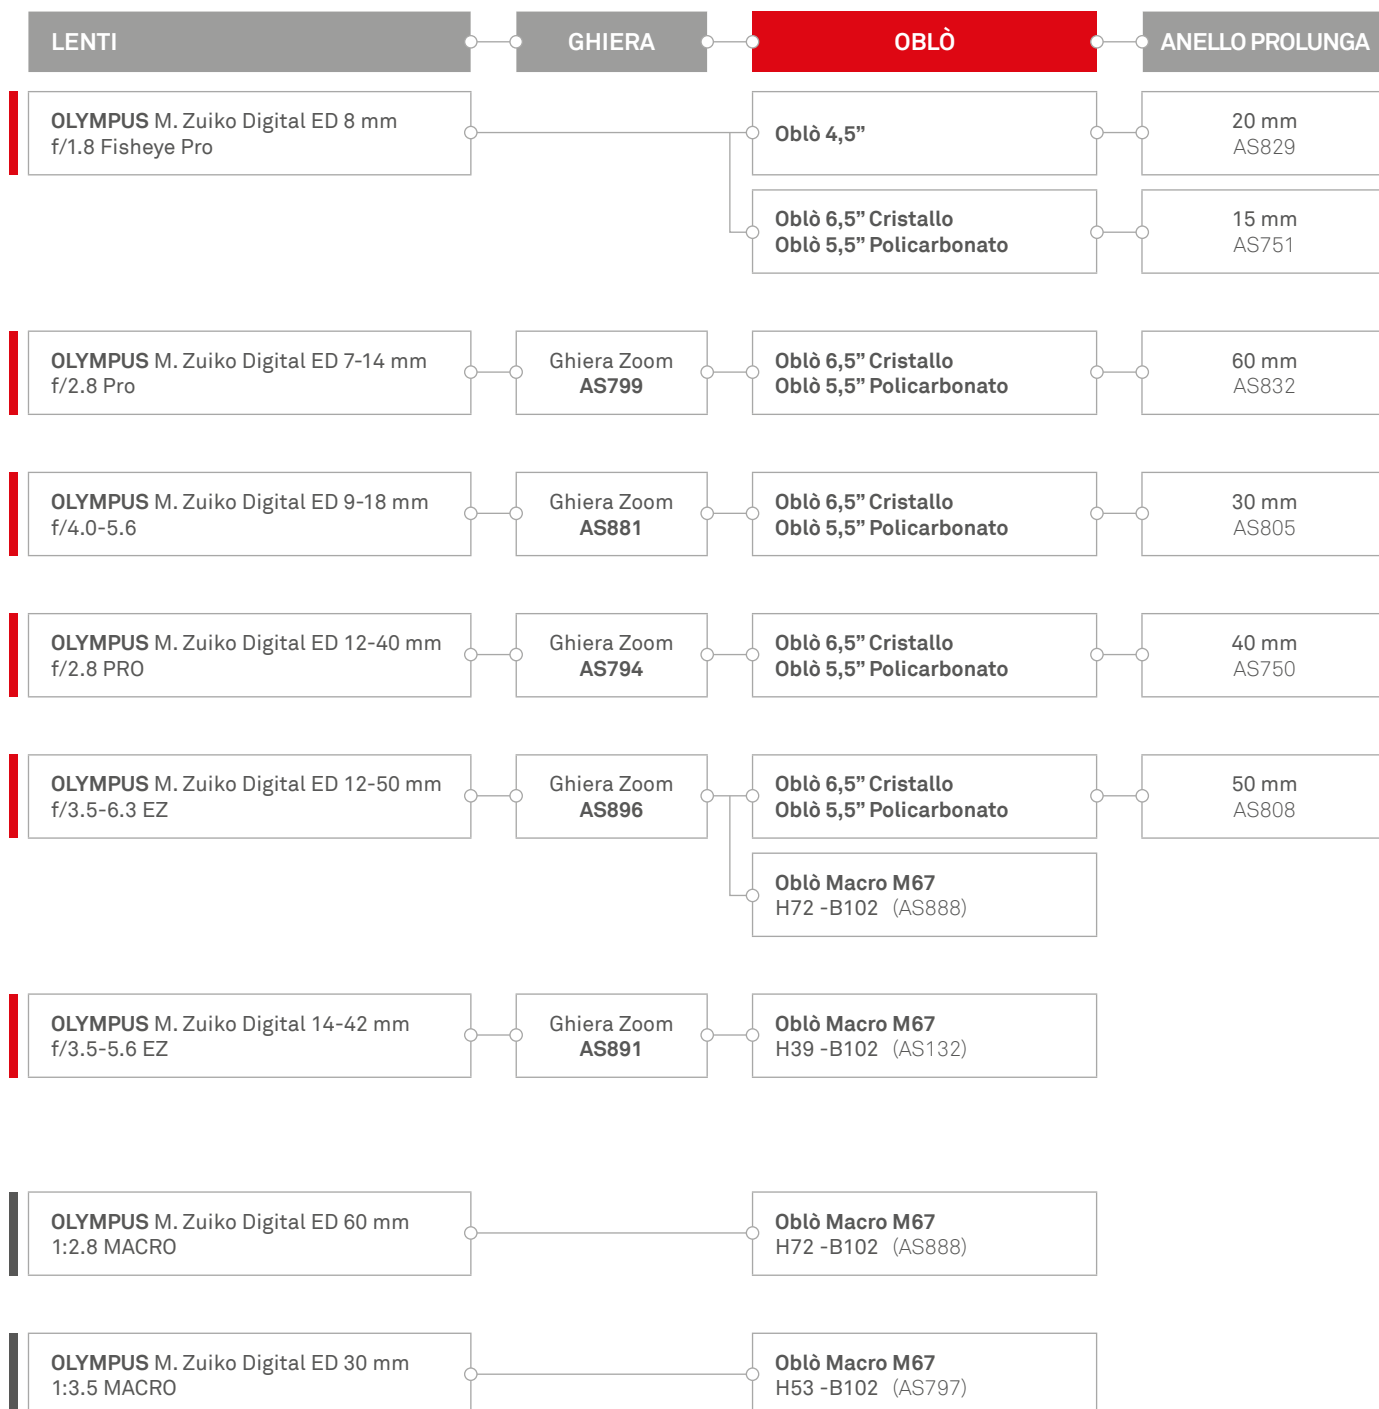 LENTI
GHIERA
OBLÒ
ANELLO PROLUNGA
OLYMPUS M. Zuiko Digital ED 8 mm
f/1.8 Fisheye Pro
Oblò 4,5”
20 mm
AS829
Oblò 6,5” Cristallo
Oblò 5,5” Policarbonato
15 mm
AS751
OLYMPUS M. Zuiko Digital ED 7-14 mm
f/2.8 Pro
Ghiera Zoom
AS799
Oblò 6,5” Cristallo
Oblò 5,5” Policarbonato
60 mm
AS832
OLYMPUS M. Zuiko Digital ED 9-18 mm
f/4.0-5.6
Ghiera Zoom
AS881
Oblò 6,5” Cristallo
Oblò 5,5” Policarbonato
30 mm
AS805
OLYMPUS M. Zuiko Digital ED 12-40 mm
f/2.8 PRO
Ghiera Zoom
AS794
Oblò 6,5” Cristallo
Oblò 5,5” Policarbonato
40 mm
AS750
OLYMPUS M. Zuiko Digital ED 12-50 mm
f/3.5-6.3 EZ
Ghiera Zoom
AS896
Oblò 6,5” Cristallo
Oblò 5,5” Policarbonato
50 mm
AS808
Oblò Macro M67
H72 -B102 (AS888)
OLYMPUS M. Zuiko Digital 14-42 mm
f/3.5-5.6 EZ
Ghiera Zoom
AS891
Oblò Macro M67
H39 -B102 (AS132)
OLYMPUS M. Zuiko Digital ED 60 mm
1:2.8 MACRO
Oblò Macro M67
H72 -B102 (AS888)
OLYMPUS M. Zuiko Digital ED 30 mm
1:3.5 MACRO
Oblò Macro M67
H53 -B102 (AS797)